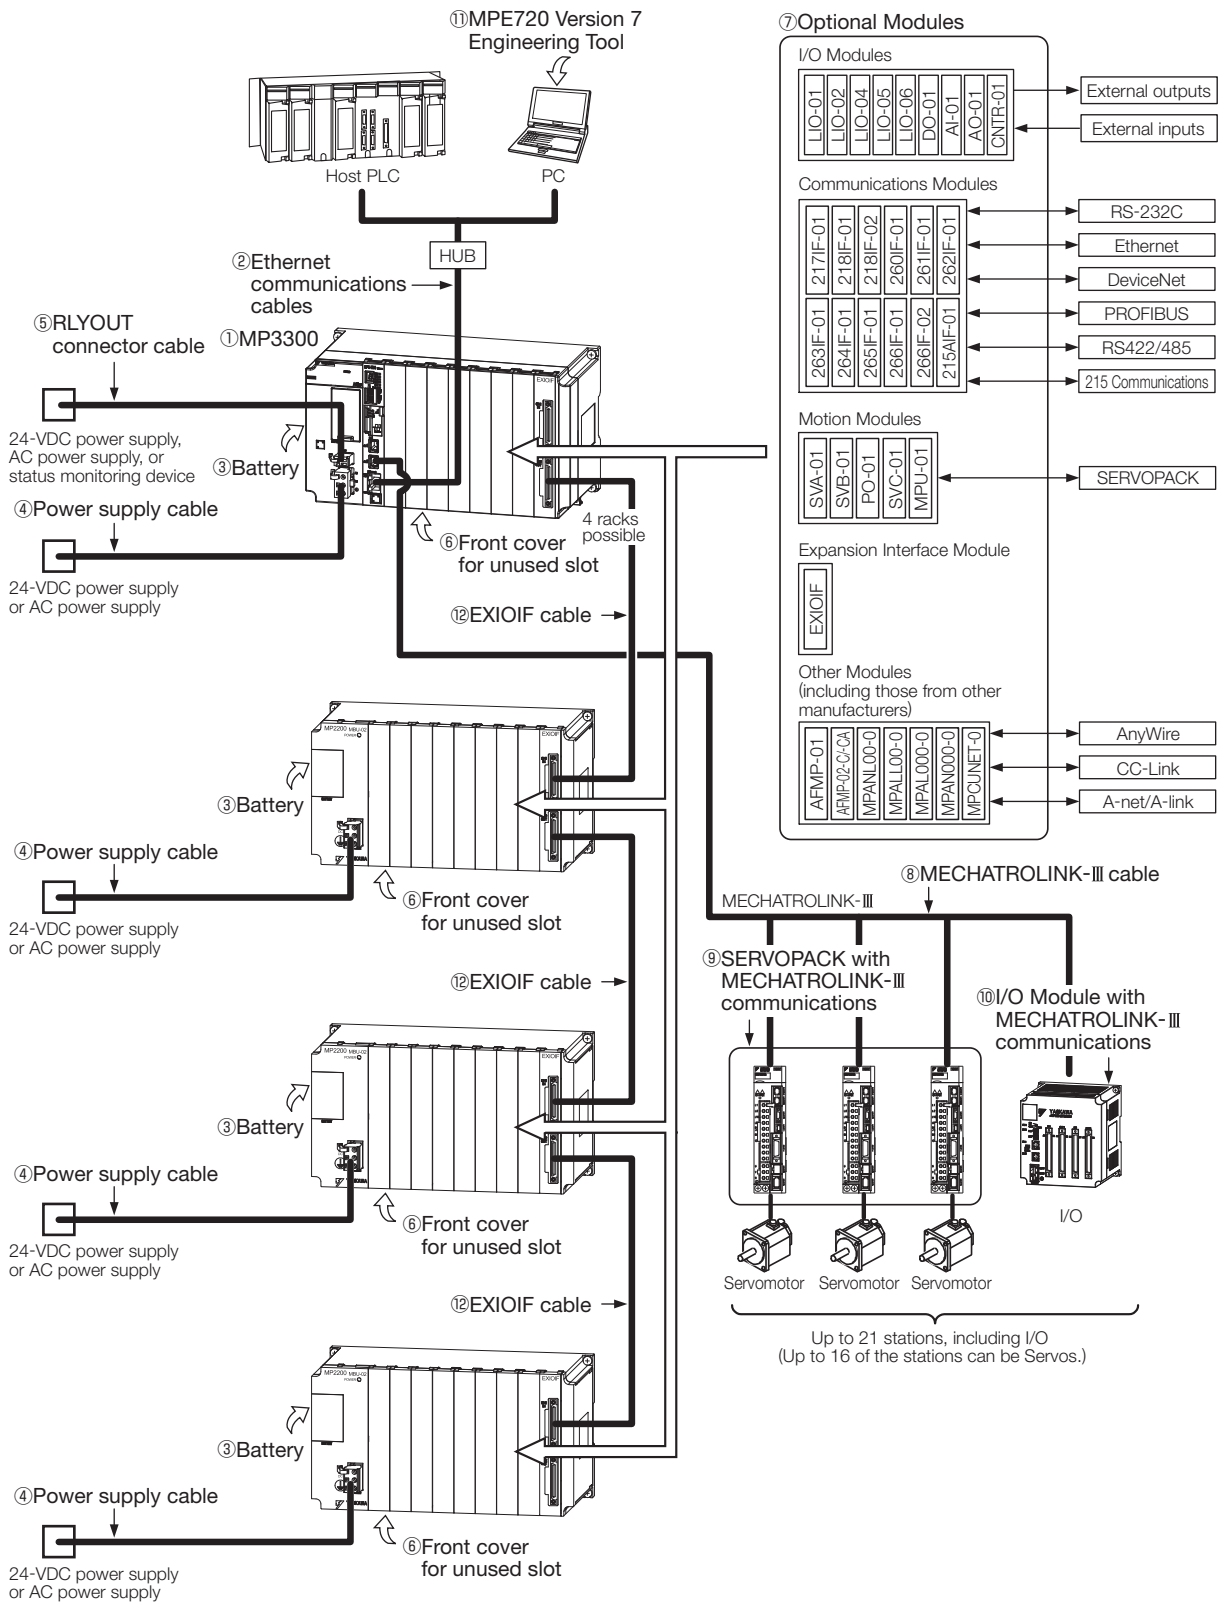 ⑪MPE720 Version 7
Engineering Tool
Host PLC
PC
HUB
②Ethernet
communications
cables
①MP3300
⑤RLYOUT
connector cable
24-VDC power supply,
AC power supply, or
status monitoring device
③Battery
④Power supply cable
24-VDC power supply
or AC power supply
EXIOIF
⑥Front cover
for unused slot
4 racks
possible
⑫EXIOIF cable
MP2200 MBU-02
POWER
EXIOIF
③Battery
YASKAWA
④Power supply cable
24-VDC power supply
or AC power supply
⑥Front cover
for unused slot
⑫EXIOIF cable
MP2200 MBU-02
POWER
EXIOIF
③Battery
YASKAWA
④Power supply cable
24-VDC power supply
or AC power supply
⑥Front cover
for unused slot
⑫EXIOIF cable
MP2200 MBU-02
POWER
EXIOIF
③Battery
YASKAWA
④Power supply cable
24-VDC power supply
or AC power supply
⑥Front cover
for unused slot
⑦Optional Modules
I/O Modules
LIO-01
LIO-02
LIO-04
LIO-05
LIO-06
DO-01
AI-01
AO-01
CNTR-01
External outputs
External inputs
Communications Modules
217IF-01
218IF-01
218IF-02
260IF-01
261IF-01
262IF-01
263IF-01
264IF-01
265IF-01
266IF-01
266IF-02
215AIF-01
RS-232C
Ethernet
DeviceNet
PROFIBUS
RS422/485
215 Communications
Motion Modules
SVA-01
SVB-01
PO-01
SVC-01
MPU-01
SERVOPACK
Expansion Interface Module
EXIOIF
Other Modules
(including those from other
manufacturers)
AFMP-01
AFMP-02-C/-CA
MPANL00-0
MPALL00-0
MPAL000-0
MPAN000-0
MPCUNET-0
AnyWire
CC-Link
A-net/A-link
⑧MECHATROLINK-Ⅲ cable
MECHATROLINK-Ⅲ
⑨SERVOPACK with
MECHATROLINK-Ⅲ
communications
⑩I/O Module with
MECHATROLINK-Ⅲ
communications
YASKAWA
I/O
Servomotor
Servomotor
Servomotor
Up to 21 stations, including I/O
(Up to 16 of the stations can be Servos.)